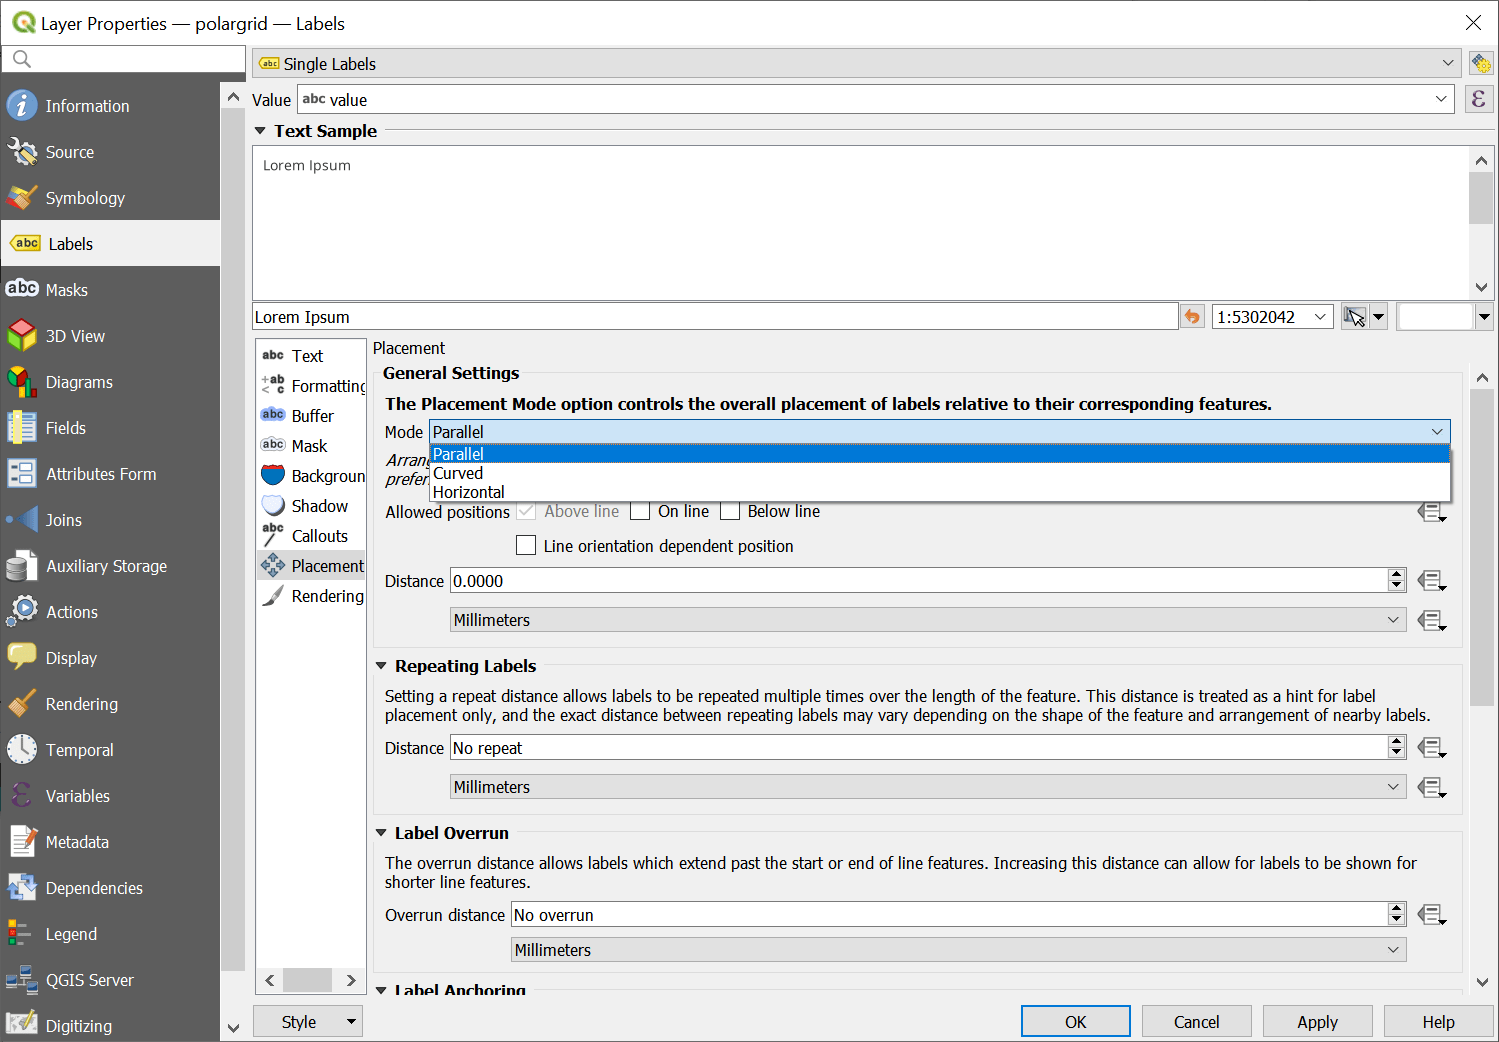 Layer Properties — polargrid — Labels
Single Labels
Value abc value
Text Sample
Lorem Ipsum
Lorem Ipsum
1:5302042
Information
Source
Symbology
abc Labels
abc Masks
3D View
Diagrams
Fields
Attributes Form
Joins
Auxiliary Storage
Actions
Display
Rendering
Temporal
Variables
Metadata
Dependencies
Legend
QGIS Server
Digitizing
abc Text
+ab < c Formatting
abc Buffer
abc Mask
Backgroun
Shadow
abc Callouts
Placement
Rendering
Placement
General Settings
The Placement Mode option controls the overall placement of labels relative to their corresponding features.
Mode Parallel
Parallel
Curved
Horizontal
Arrang
prefer
Allowed positions Above line On line Below line
Line orientation dependent position
Distance 0.0000
Millimeters
Repeating Labels
Setting a repeat distance allows labels to be repeated multiple times over the length of the feature. This distance is treated as a hint for label
placement only, and the exact distance between repeating labels may vary depending on the shape of the feature and arrangement of nearby labels.
Distance No repeat
Millimeters
Label Overrun
The overrun distance allows labels which extend past the start or end of line features. Increasing this distance can allow for labels to be shown for
shorter line features.
Overrun distance No overrun
Millimeters
Label Anchoring
Style
OK
Cancel
Apply
Help